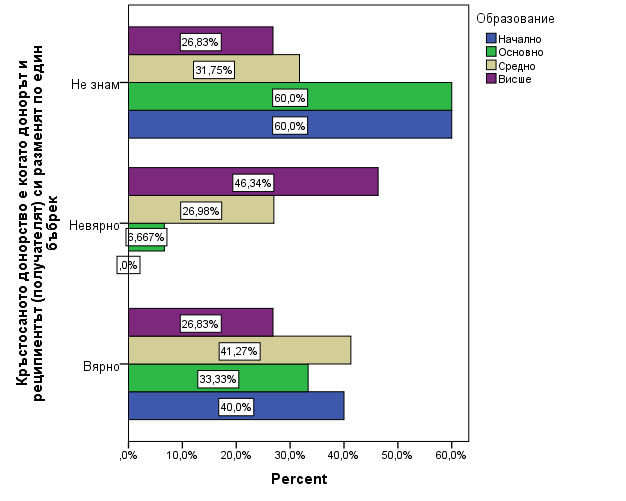 Кръстосаното донорство е когато донорът и
реципиентът (получателят) си разменят по един
бъбрек
Образование
Начално
Основно
Средно
Висше
Не знам
26,83%
31,75%
60,0%
60,0%
Невярно
46,34%
26,98%
6,667%
,0%
Вярно
26,83%
41,27%
33,33%
40,0%
,0% 10,0% 20,0% 30,0% 40,0% 50,0% 60,0%
Percent